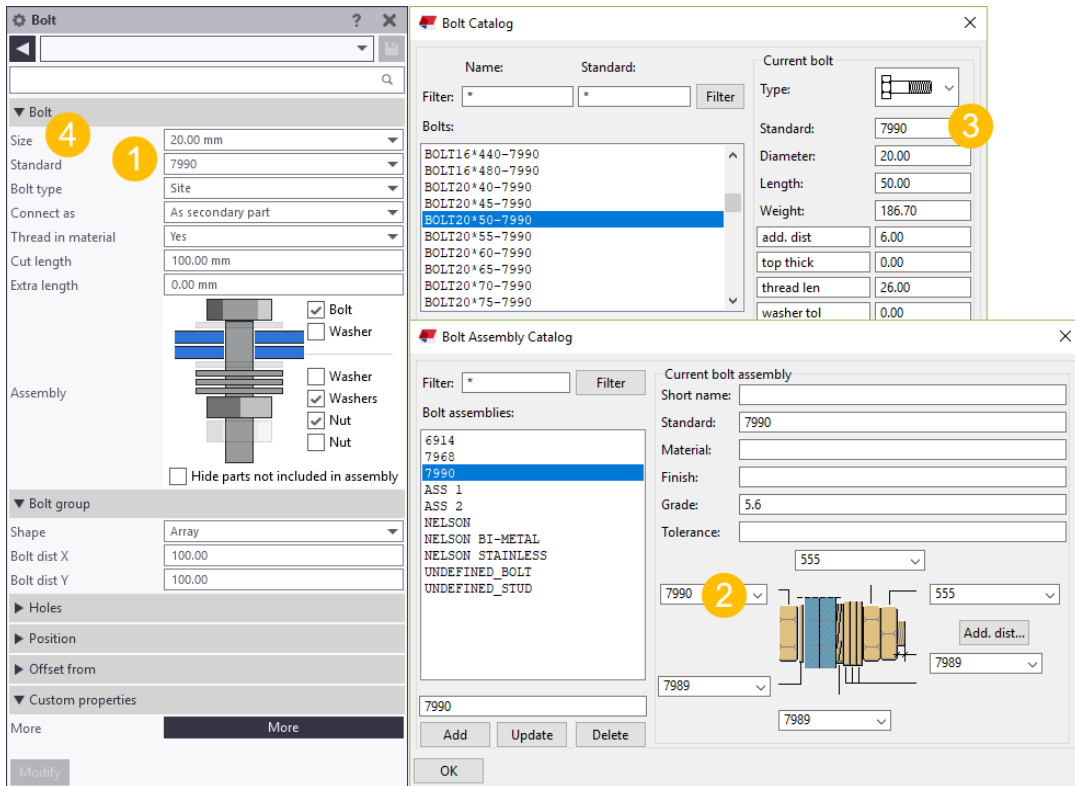 Bolt
?
Bolt
Size
4
20.00 mm
Standard
1
7990
Bolt type
Site
Connect as
As secondary part
Thread in material
Yes
Cut length
100.00 mm
Extra length
0.00 mm
Assembly
Bolt
Washer
Washer
Washers
Nut
Nut
Hide parts not included in assembly
Bolt group
Shape
Array
Bolt dist X
100.00
Bolt dist Y
100.00
Holes
Position
Offset from
Custom properties
More
More
Modify
Bolt Catalog
Name:
Standard:
Filter:
*
*
Filter
Bolts:
BOLT16*440-7990
BOLT16*480-7990
BOLT20*40-7990
BOLT20*45-7990
BOLT20*50-7990
BOLT20*55-7990
BOLT20*60-7990
BOLT20*65-7990
BOLT20*70-7990
BOLT20*75-7990
Current bolt
Type:
Standard:
7990
3
Diameter:
20.00
Length:
50.00
Weight:
186.70
add. dist
6.00
top thick
0.00
thread len
26.00
washer tol
0.00
Bolt Assembly Catalog
Filter:
*
Filter
Bolt assemblies:
6914
7968
7990
ASS 1
ASS 2
NELSON
NELSON BI-METAL
NELSON STAINLESS
UNDEFINED_BOLT
UNDEFINED_STUD
7990
Add
Update
Delete
OK
Current bolt assembly
Short name:
Standard:
7990
Material:
Finish:
Grade:
5.6
Tolerance:
555
7990
2
555
Add. dist...
7989
7989
7989